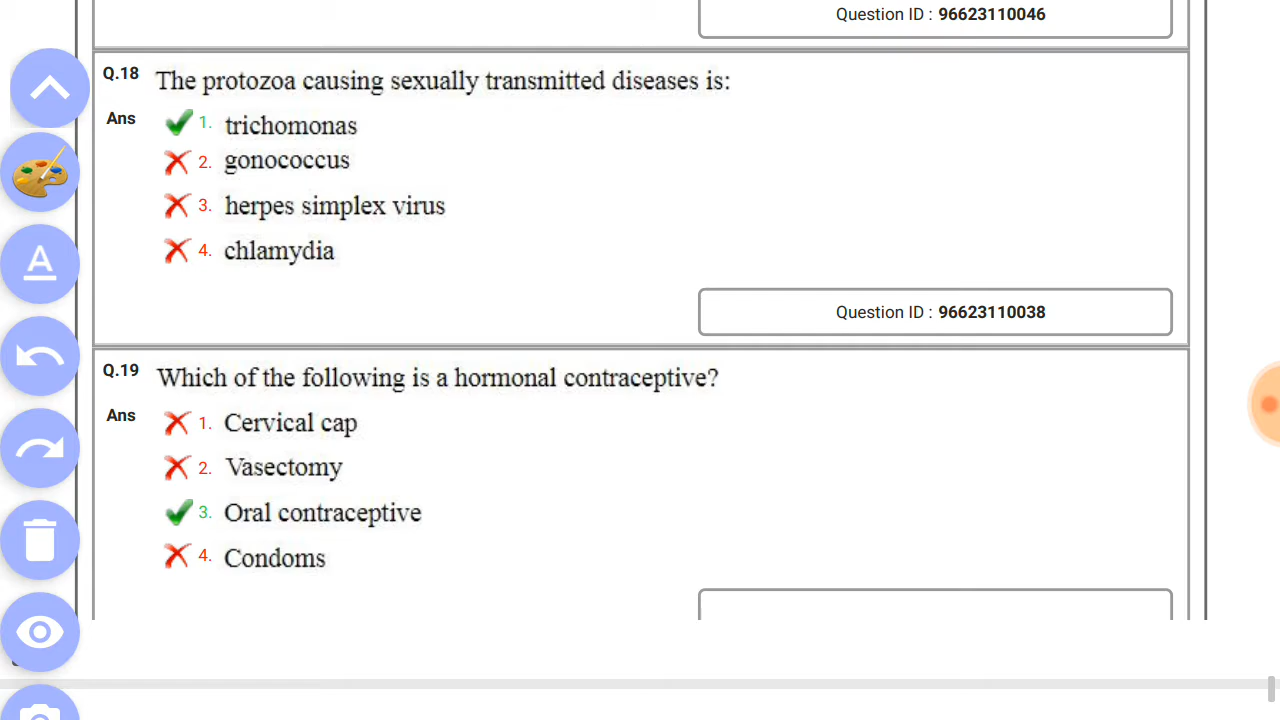 Question ID : 96623110046
Q.18 The protozoa causing sexually transmitted diseases is:
Ans 1. trichomonas
2. gonococcus
3. herpes simplex virus
4. chlamydia
Question ID : 96623110038
Q.19 Which of the following is a hormonal contraceptive?
Ans 1. Cervical cap
2. Vasectomy
3. Oral contraceptive
4. Condoms
A